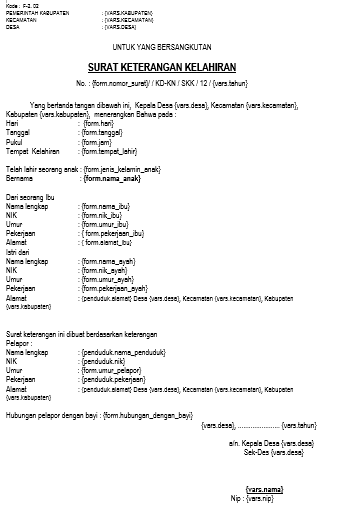 Kode : F-2. 02
PEMERINTAH KABUPATEN : {VARS.KABUPATEN}
KECAMATAN : {VARS.KECAMATAN}
DESA : {VARS.DESA}
UNTUK YANG BERSANGKUTAN
SURAT KETERANGAN KELAHIRAN
No. : {form.nomor_surat}/ / KD-KN / SKK / 12 / {vars.tahun}
Yang bertanda tangan dibawah ini, Kepala Desa {vars.desa}, Kecamatan {vars.kecamatan},
Kabupaten {vars.kabupaten}, menerangkan Bahwa pada :
Hari : {form.hari}
Tanggal : {form.tanggal}
Pukul : {form.jam}
Tempat Kelahiran : {form.tempat_lahir}
Telah lahir seorang anak : {form.jenis_kelamin_anak}
Bernama : {form.nama_anak}
Dari seorang Ibu
Nama lengkap : {form.nama_ibu}
NIK : {form.nik_ibu}
Umur : {form.umur_ibu}
Pekerjaan : { form.pekerjaan_ibu}
Alamat : { form.alamat_ibu}
Istri dari
Nama lengkap : {form.nama_ayah}
NIK : {form.nik_ayah}
Umur : {form.umur_ayah}
Pekerjaan : {form.pekerjaan_ayah}
Alamat : {penduduk.alamat} Desa {vars.desa}, Kecamatan {vars.kecamatan}, Kabupaten
{vars.kabupaten}
Surat keterangan ini dibuat berdasarkan keterangan
Pelapor :
Nama lengkap : {penduduk.nama_penduduk}
NIK : {penduduk.nik}
Umur : {form.umur_pelapor}
Pekerjaan : {penduduk.pekerjaan}
Alamat : {penduduk.alamat} Desa {vars.desa}, Kecamatan {vars.kecamatan}, Kabupaten
{vars.kabupaten}
Hubungan pelapor dengan bayi : {form.hubungan_dengan_bayi}
{vars.desa}, ...................... {vars.tahun}
a/n. Kepala Desa {vars.desa}
Sek-Des {vars.desa}
{vars.nama}
Nip : {vars.nip}